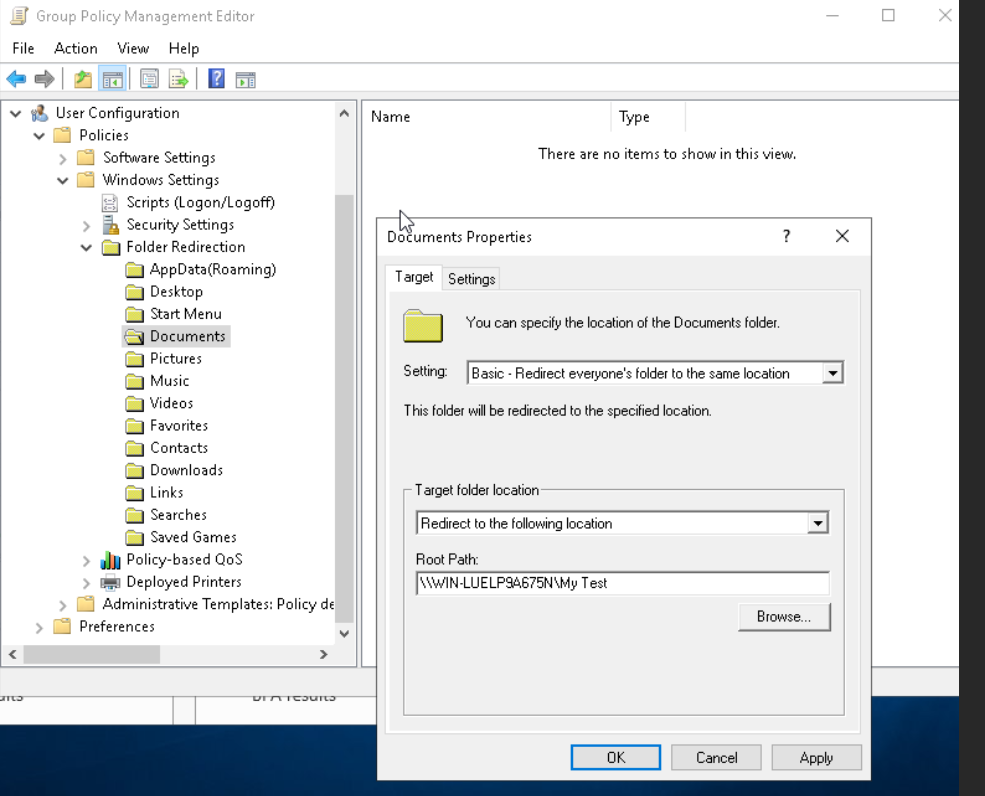 Group Policy Management Editor
File Action View Help
User Configuration
Policies
Software Settings
Windows Settings
Scripts (Logon/Logoff)
Security Settings
Folder Redirection
AppData(Roaming)
Desktop
Start Menu
Documents
Pictures
Music
Videos
Favorites
Contacts
Downloads
Links
Searches
Saved Games
Policy-based QoS
Deployed Printers
Administrative Templates: Policy de
Preferences
Name Type
There are no items to show in this view.
Documents Properties
? 
Target Settings
You can specify the location of the Documents folder.
Setting: Basic - Redirect everyone's folder to the same location
This folder will be redirected to the specified location.
Target folder location
Redirect to the following location
Root Path:
\\WIN-LUELP9A675N\My Test
Browse...
OK Cancel Apply